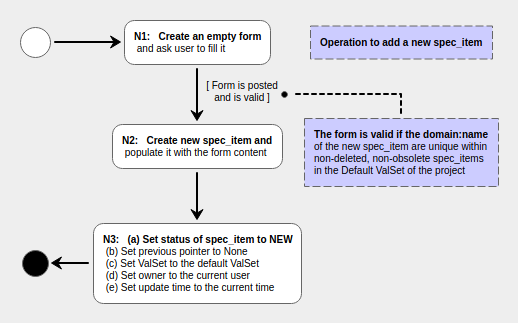 N1: Create an empty form
and ask user to fill it
Operation to add a new spec_item
[ Form is posted
and is valid ]
N2: Create new spec_item and
populate it with the form content
The form is valid if the domain:name
of the new spec_item are unique within
non-deleted, non-obsolete spec_items
in the Default ValSet of the project
N3: (a) Set status of spec_item to NEW
(b) Set previous pointer to None
(c) Set ValSet to the default ValSet
(d) Set owner to the current user
(e) Set update time to the current time